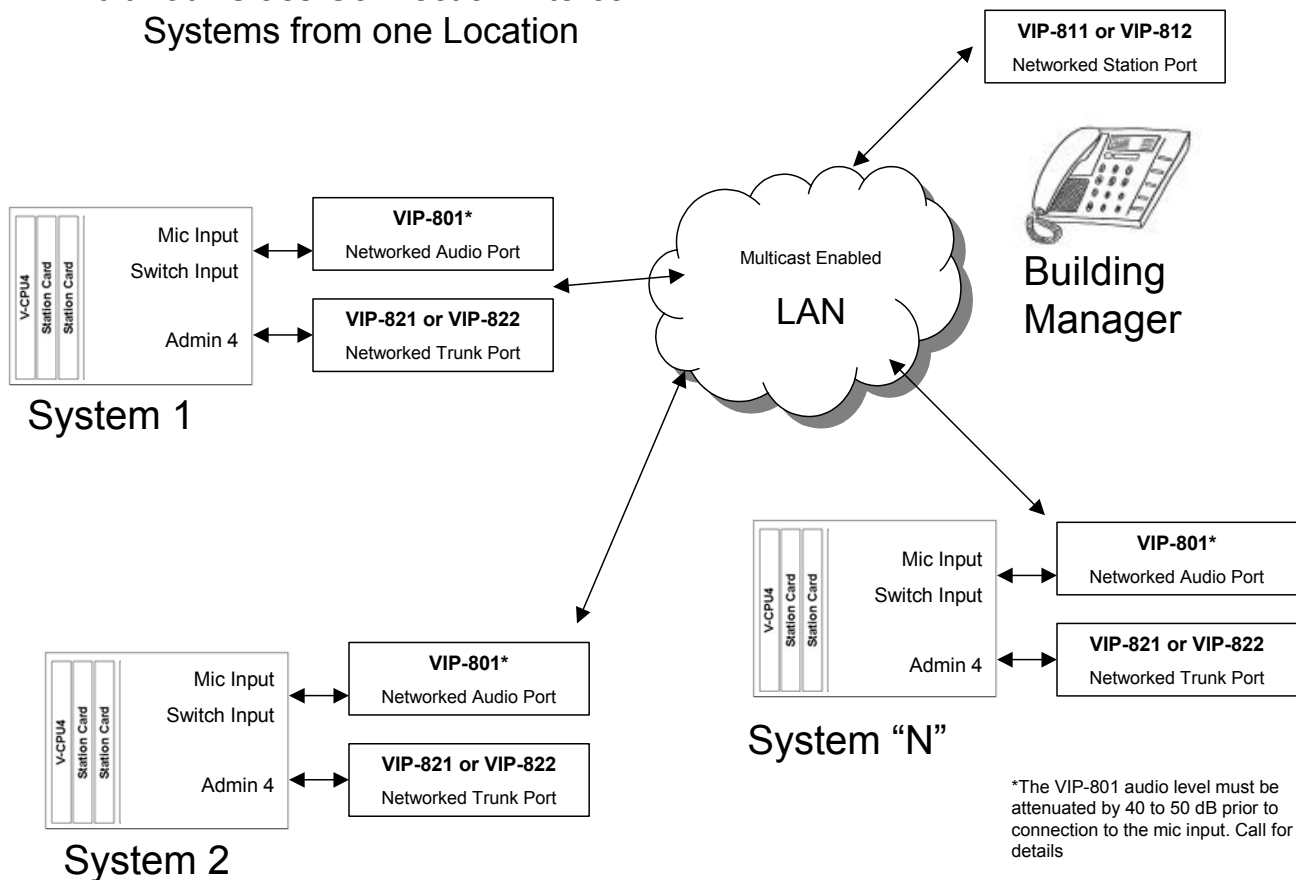 Systems from one Location
VIP-811 or VIP-812
Networked Station Port
Building
Manager
Multicast Enabled
LAN
V-CPU4
Station Card
Station Card
Mic Input
Switch Input
Admin 4
VIP-801*
Networked Audio Port
VIP-821 or VIP-822
Networked Trunk Port
System 1
V-CPU4
Station Card
Station Card
Mic Input
Switch Input
Admin 4
VIP-801*
Networked Audio Port
VIP-821 or VIP-822
Networked Trunk Port
System 2
V-CPU4
Station Card
Station Card
Mic Input
Switch Input
Admin 4
VIP-801*
Networked Audio Port
VIP-821 or VIP-822
Networked Trunk Port
System “N”
*The VIP-801 audio level must be
attenuated by 40 to 50 dB prior to
connection to the mic input. Call for
details